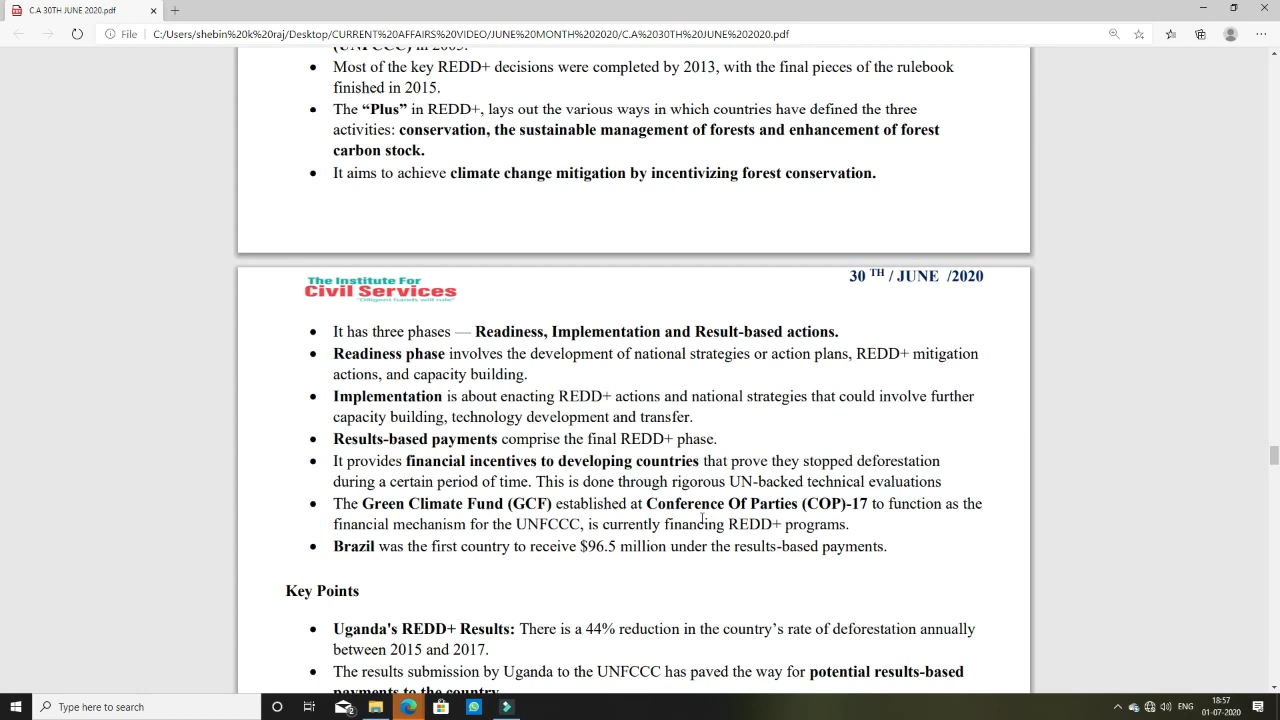 C.A 30TH JUNE 2020.pdf
File
C:/Users/shebin%20k%20raj/Desktop/CURRENT%20AFFAIRS%20VIDEO/JUNE%20MONTH%202020/C.A%2030TH%20JUNE%202020.pdf
(UNFCCC) in 2005.
• Most of the key REDD+ decisions were completed by 2013, with the final pieces of the rulebook
finished in 2015.
• The “Plus” in REDD+, lays out the various ways in which countries have defined the three
activities: conservation, the sustainable management of forests and enhancement of forest
carbon stock.
• It aims to achieve climate change mitigation by incentivizing forest conservation.
The Institute For
Civil Services
"Diligent hands will rule"
30 TH / JUNE /2020
• It has three phases — Readiness, Implementation and Result-based actions.
• Readiness phase involves the development of national strategies or action plans, REDD+ mitigation
actions, and capacity building.
• Implementation is about enacting REDD+ actions and national strategies that could involve further
capacity building, technology development and transfer.
• Results-based payments comprise the final REDD+ phase.
• It provides financial incentives to developing countries that prove they stopped deforestation
during a certain period of time. This is done through rigorous UN-backed technical evaluations
• The Green Climate Fund (GCF) established at Conference Of Parties (COP)-17 to function as the
financial mechanism for the UNFCCC, is currently financing REDD+ programs.
• Brazil was the first country to receive $96.5 million under the results-based payments.
Key Points
• Uganda's REDD+ Results: There is a 44% reduction in the country’s rate of deforestation annually
between 2015 and 2017.
• The results submission by Uganda to the UNFCCC has paved the way for potential results-based
payments to the country.
Type here to search
2
ENG
18:57
01-07-2020